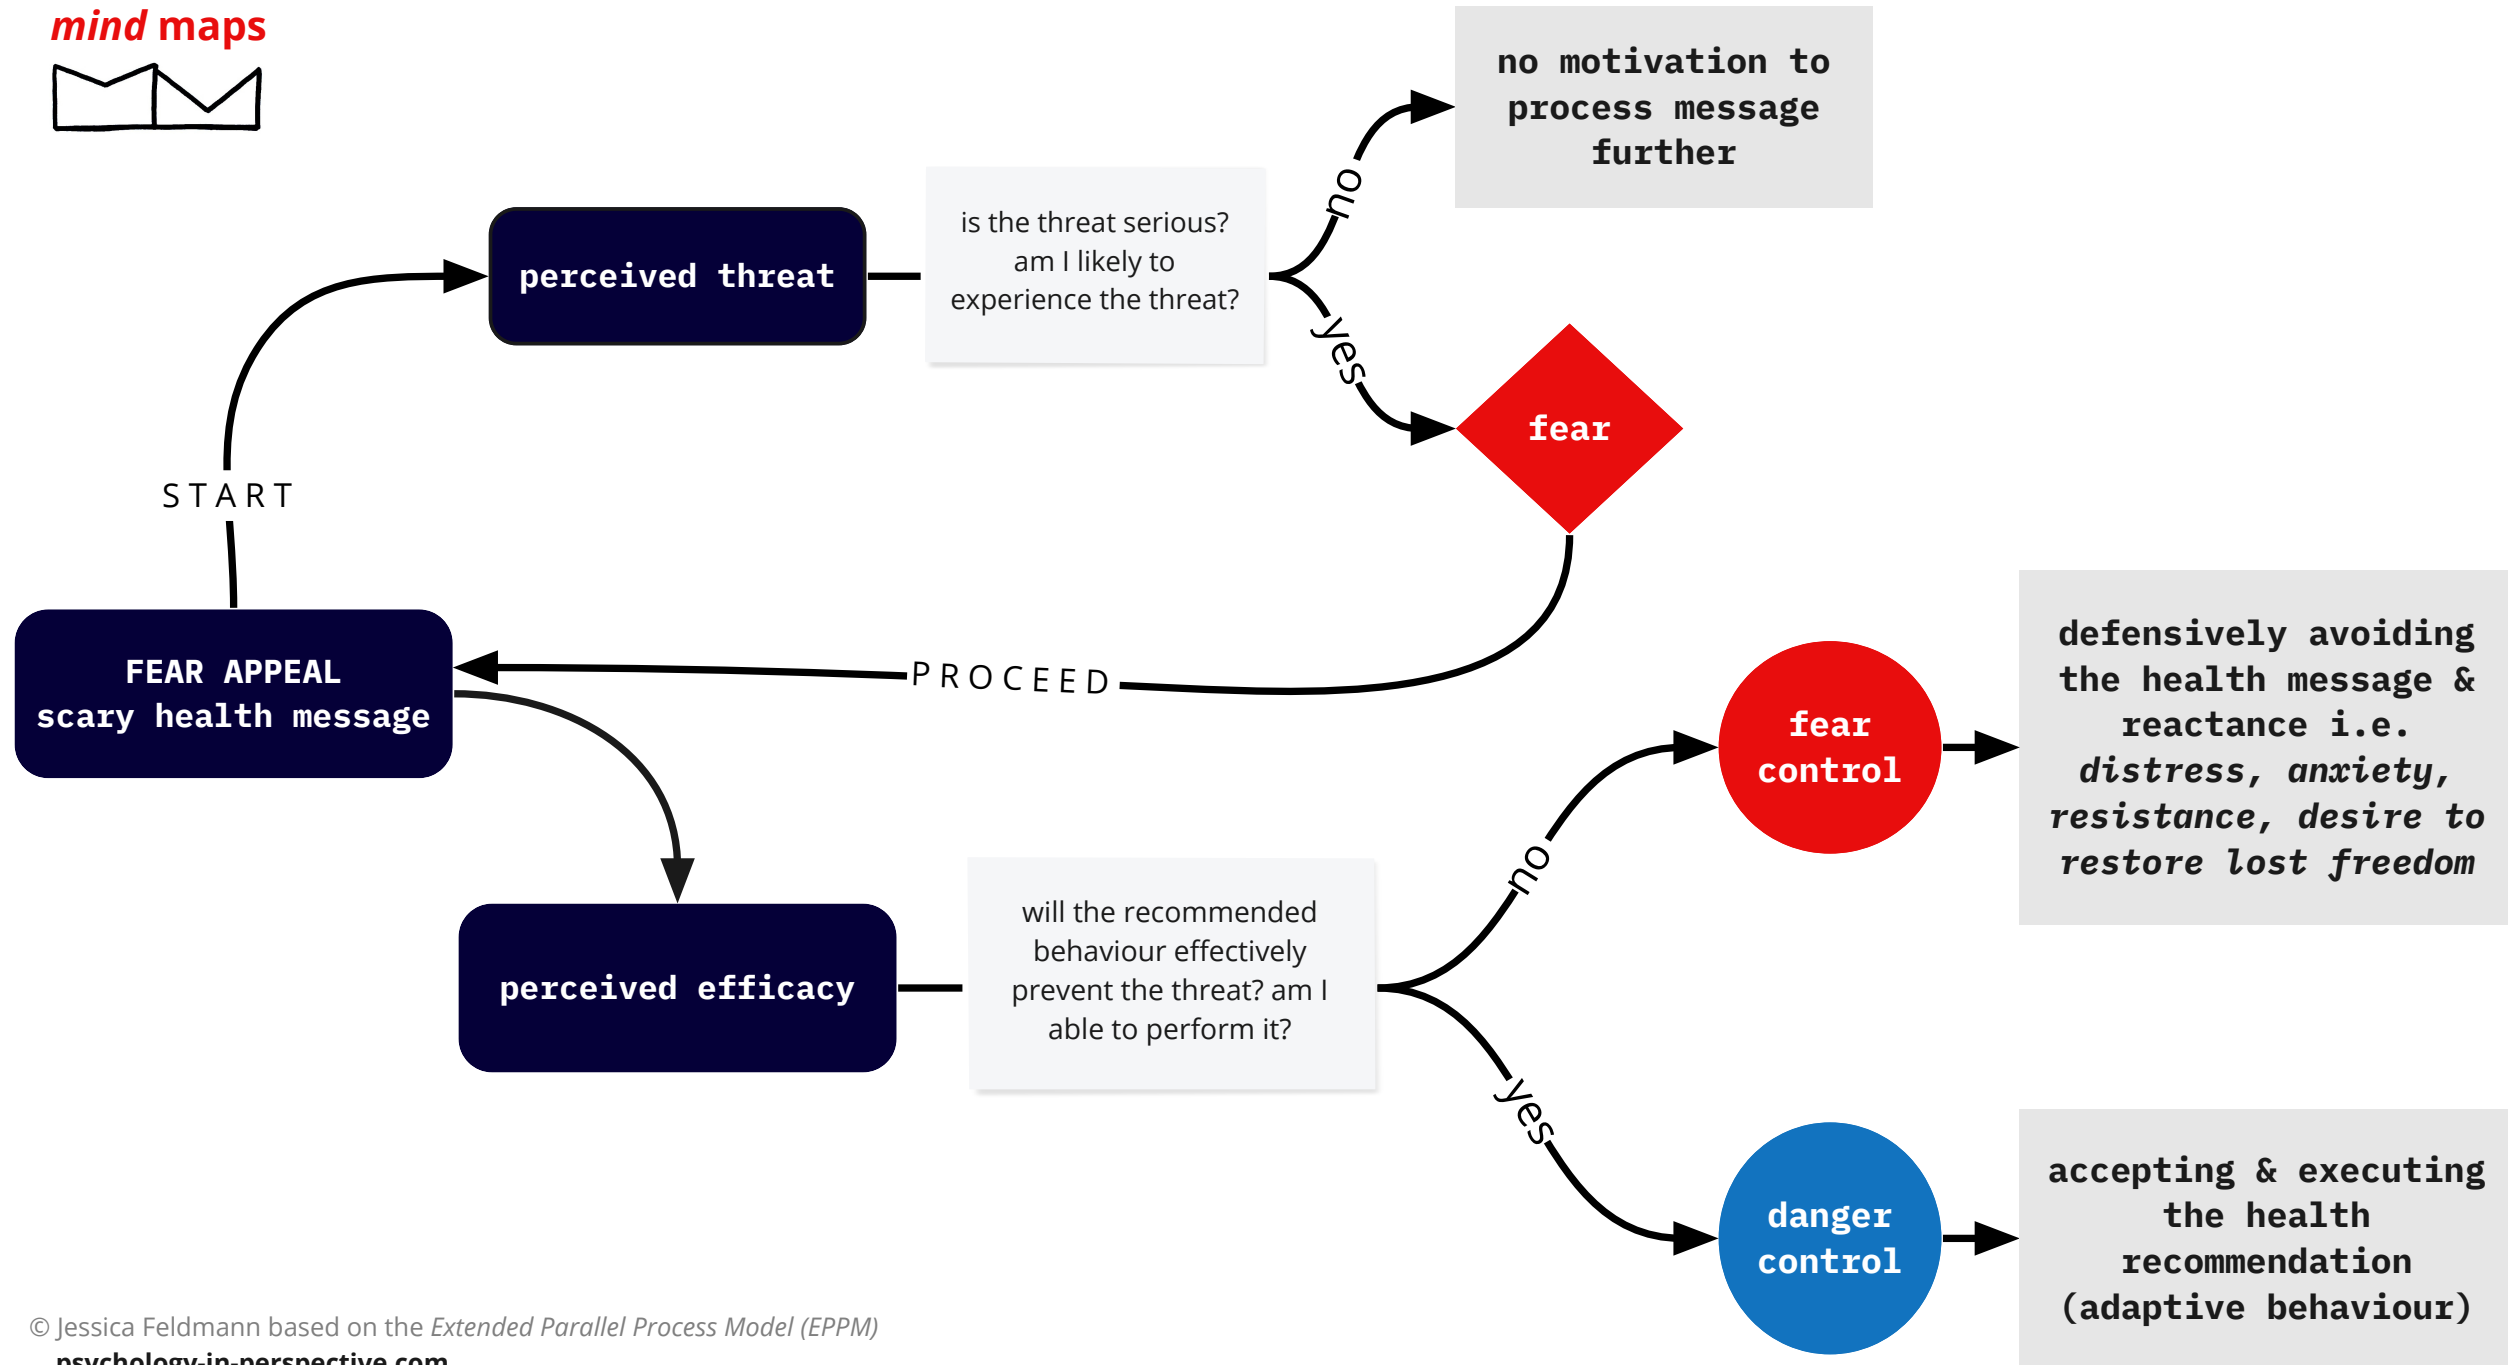 mind maps
no motivation to
process message
further
no
is the threat serious?
am I likely to
experience the threat?
perceived threat
yes
fear
START
FEAR APPEAL
scary health message
PROCEED
defensively avoiding
the health message &
reactance i.e.
distress, anxiety,
resistance, desire to
restore lost freedom
fear
control
no
will the recommended
behaviour effectively
prevent the threat? am I
able to perform it?
perceived efficacy
yes
danger
control
accepting & executing
the health
recommendation
(adaptive behaviour)
© Jessica Feldmann based on the Extended Parallel Process Model (EPPM)
psychology-in-perspective.com